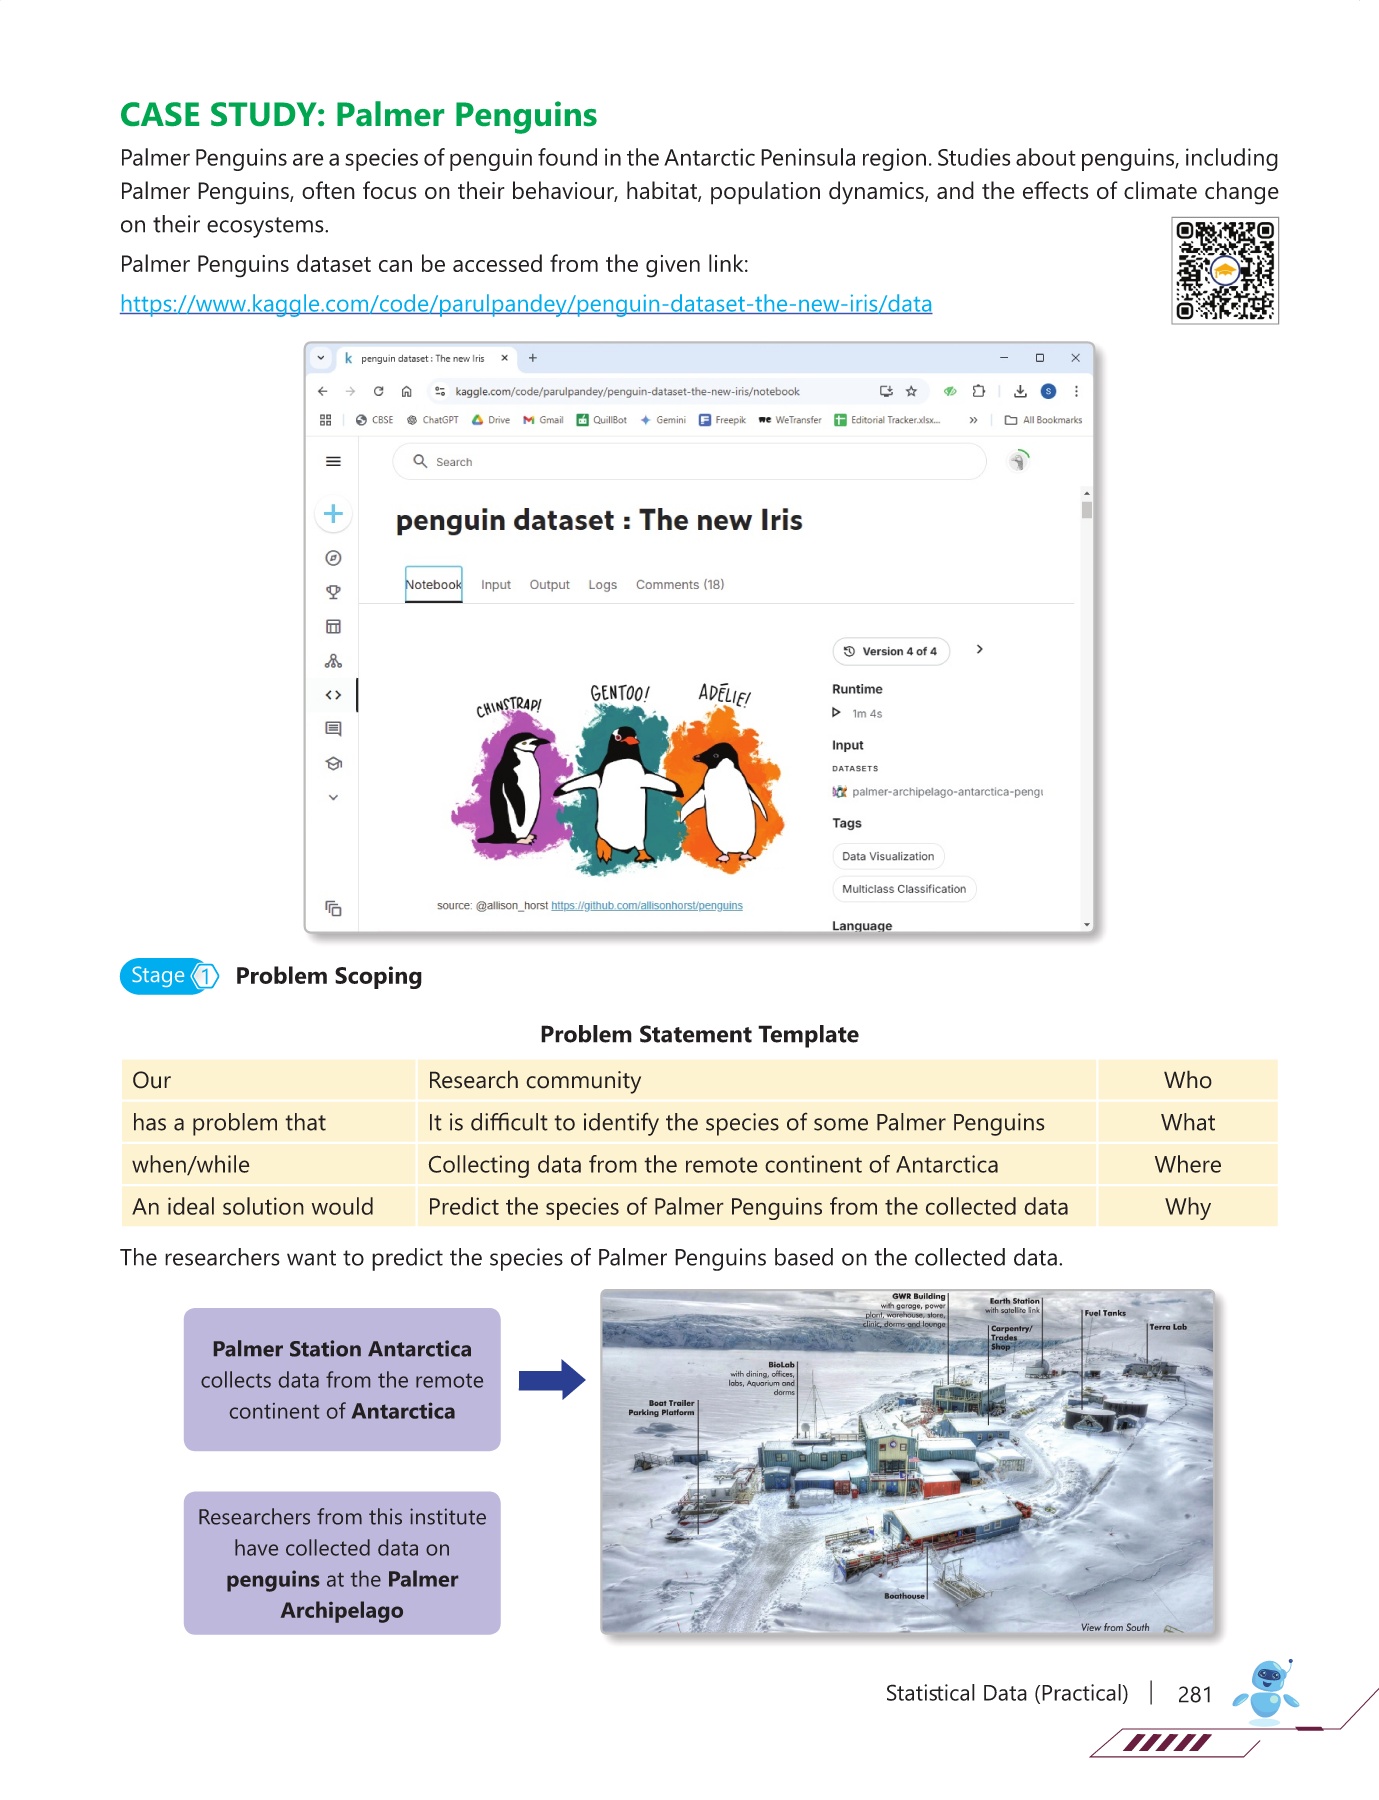 CASE STUDY: Palmer Penguins
Palmer Penguins are a species of penguin found in the Antarctic Peninsula region. Studies about penguins, including
Palmer Penguins, often focus on their behaviour, habitat, population dynamics, and the effects of climate change
on their ecosystems.
Palmer Penguins dataset can be accessed from the given link:
https://www.kaggle.com/code/parulpandey/penguin-dataset-the-new-iris/data
penguin dataset : The new Iris
kaggle.com/code/parulpandey/penguin-dataset-the-new-iris/notebook
S
CBSE ChatGPT Drive Gmail QuillBot Gemini Freepik WeTransfer Editorial Tracker.xlsx... All Bookmarks
Search
penguin dataset : The new Iris
Notebook Input Output Logs Comments (18)
Version 4 of 4
CHINSTRAP! GENTOO! ADÉLIE!
Runtime
1m 4s
Input
DATASETS
palmer-archipelago-antarctica-pengu
Tags
Data Visualization
Multiclass Classification
source: @allison_horst https://github.com/allisonhorst/penguins
Language
Stage 1 Problem Scoping
Problem Statement Template
Our Research community Who
has a problem that It is difficult to identify the species of some Palmer Penguins What
when/while Collecting data from the remote continent of Antarctica Where
An ideal solution would Predict the species of Palmer Penguins from the collected data Why
The researchers want to predict the species of Palmer Penguins based on the collected data.
Palmer Station Antarctica
collects data from the remote
continent of Antarctica
Researchers from this institute
have collected data on
penguins at the Palmer
Archipelago
GWR Building
with garage, power
plant, warehouse, store,
clinic, dorms and lounge
Earth Station
with satellite link
Carpentry/
Trades
Shop
Fuel Tanks
Terra Lab
BioLab
with dining, offices,
labs, Aquarium and
dorms
Boat Trailer
Parking Platform
Boathouse
View from South
Statistical Data (Practical) | 281